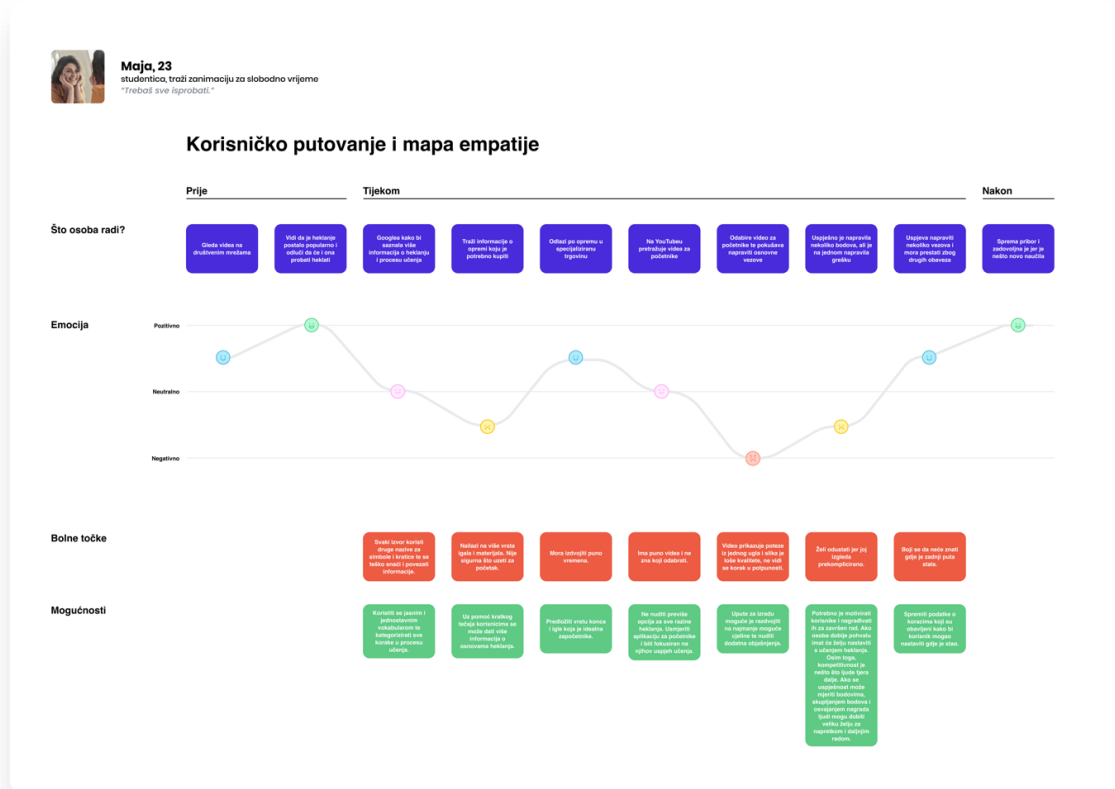 Maja, 23
studentica, traži zanimaciju za slobodno vrijeme
"Trebaš sve isprobati."
Korisničko putovanje i mapa empatije
Prije
Tijekom
Nakon
Što osoba radi?
Gleda videa na
društvenim mrežama
Vidi da je heklanje
postalo popularno i
odluči da će i ona
probati heklati
Googlea kako bi
saznala više
informacija o heklanju
i procesu učenja
Traži informacije o
opremi koju je
potrebno kupiti
Odlazi po opremu u
specijaliziranu
trgovinu
Na YouTubeu
pretražuje videa za
početnike
Odabire video za
početnike te pokušava
napraviti osnovne
vezove
Uspješno je napravila
nekoliko bodova, ali je
na jednom napravila
grešku
Uspjeva napraviti
nekoliko vezova i
mora prestati zbog
drugih obaveza
Sprema pribor i
zadovoljna je jer je
nešto novo naučila
Emocija
Pozitivno
Neutralno
Negativno
Bolne točke
Svaki izvor koristi
druge nazive za
simbole i kratice te se
teško snaći i povezati
informacije.
Nailazi na više vrsta
igala i materijala. Nije
sigurna što uzeti za
početak.
Mora izdvojiti puno
vremena.
Ima puno videa i ne
zna koji odabrati.
Video prikazuje poteze
iz jednog ugla i slika je
loše kvalitete, ne vidi
se korak u potpunosti.
Želi odustati jer joj
izgleda
prekomplicirano.
Boji se da neće znati
gdje je zadnji puta
stala.
Mogućnosti
Koristiti se jasnim i
jednostavnim
vokabularom te
kategorizirati sve
korake u procesu
učenja.
Uz pomoć kratkog
tečaja korisnicima se
može dati više
informacija o
osnovama heklanja.
Predložiti vrstu konca
i igle koja je idealna
započetnike.
Ne nuditi previše
opcija za sve razine
heklanja. Usmjeriti
aplikaciju za početnike
i biti fokusiran na
njihov uspjeh učenja.
Upute za izradu
moguće je razdvojiti
na najmanje moguće
cjeline te nuditi
dodatna objašnjenja.
Potrebno je motivirati
korisnike i nagrađivati
ih za završen rad. Ako
osoba dobije pohvalu
imat će želju nastaviti
s učenjem heklanja.
Osim toga,
kompetitivnost je
nešto što ljude tjera
dalje. Ako se
uspješnost može
mjeriti bodovima,
skupljanjem bodova i
osvajanjem nagrada
ljudi mogu dobiti
veliku želju za
napretkom i daljnjim
radom.
Spremiti podatke o
koracima koji su
obavljeni kako bi
korisnik mogao
nastaviti gdje je stao.